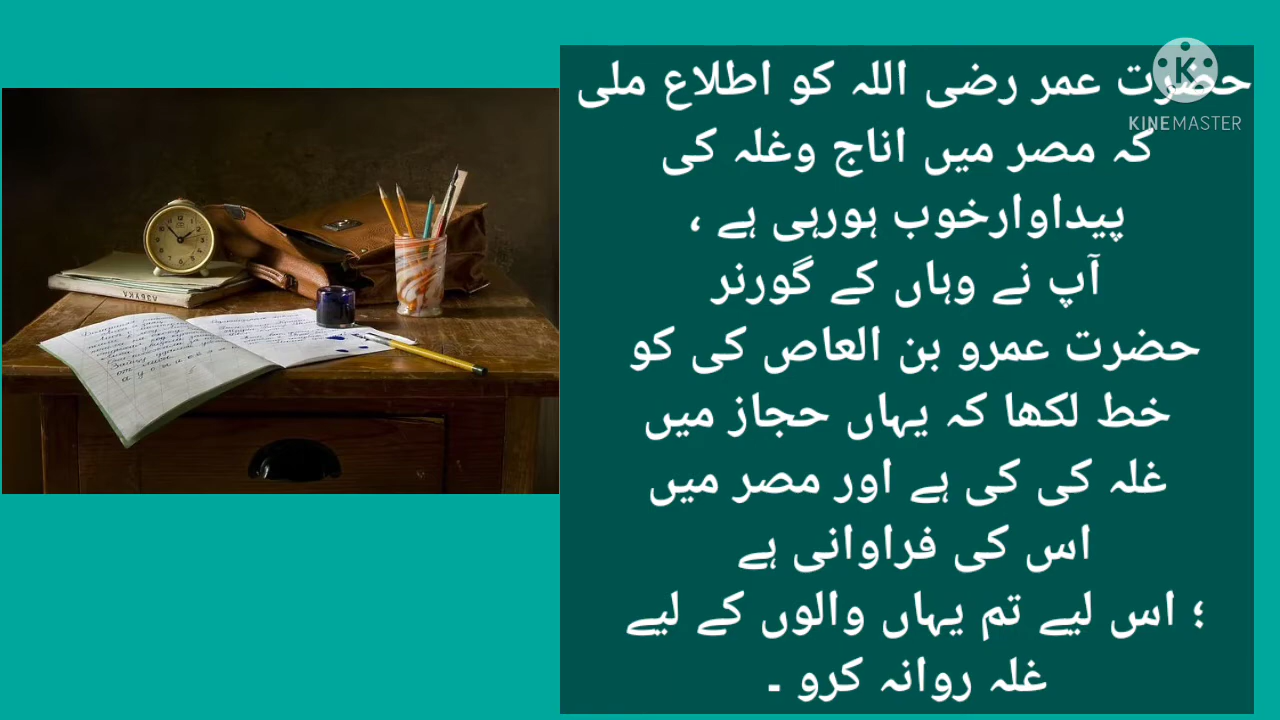 حضرت عمر رضی اللہ کو اطلاع ملی
کہ مصر میں اناج وغلہ کی
پیداوارخوب ہورہی ہے ،
آپ نے وہاں کے گورنر
حضرت عمرو بن العاص کی کو
خط لکھا کہ یہاں حجاز میں
غلہ کی کی ہے اور مصر میں
اس کی فراوانی ہے
؛ اس لیے تم یہاں والوں کے لیے
غلہ روانہ کرو ۔
K
KINEMASTER
АЗБУКА